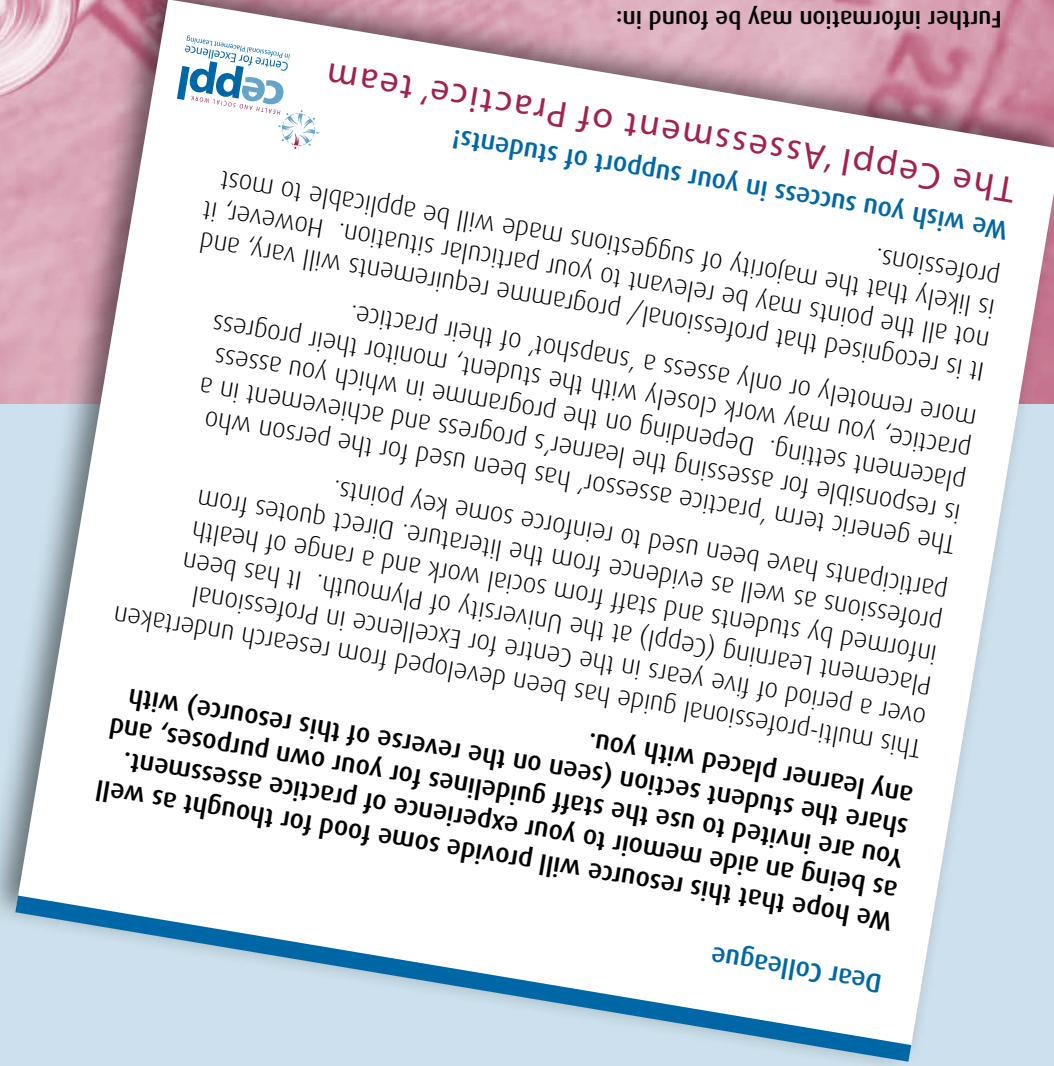 Dear Colleague
We hope that this resource will provide some food for thought as well
as being an aide memoir to your experience of practice assessment.
You are invited to use the staff guidelines for your own purposes, and
share the student section (seen on the reverse of this resource) with
any learner placed with you.
This multi-professional guide has been developed from research undertaken
over a period of five years in the Centre for Excellence in Professional
Placement Learning (Ceppl) at the University of Plymouth. It has been
informed by students and staff from social work and a range of health
professions as well as evidence from the literature. Direct quotes from
participants have been used to reinforce some key points.
The generic term ‘practice assessor’ has been used for the person who
is responsible for assessing the learner’s progress and achievement in a
placement setting. Depending on the programme in which you assess
practice, you may work closely with the student, monitor their progress
more remotely or only assess a ‘snapshot’ of their practice.
It is recognised that professional/ programme requirements will vary, and
not all the points may be relevant to your particular situation. However, it
is likely that the majority of suggestions made will be applicable to most
professions.
We wish you success in your support of students!
The Ceppl ‘Assessment of Practice’ team
HEALTH AND SOCIAL WORK
ceppl
Centre for Excellence
in Professional Placement Learning
Further information may be found in: